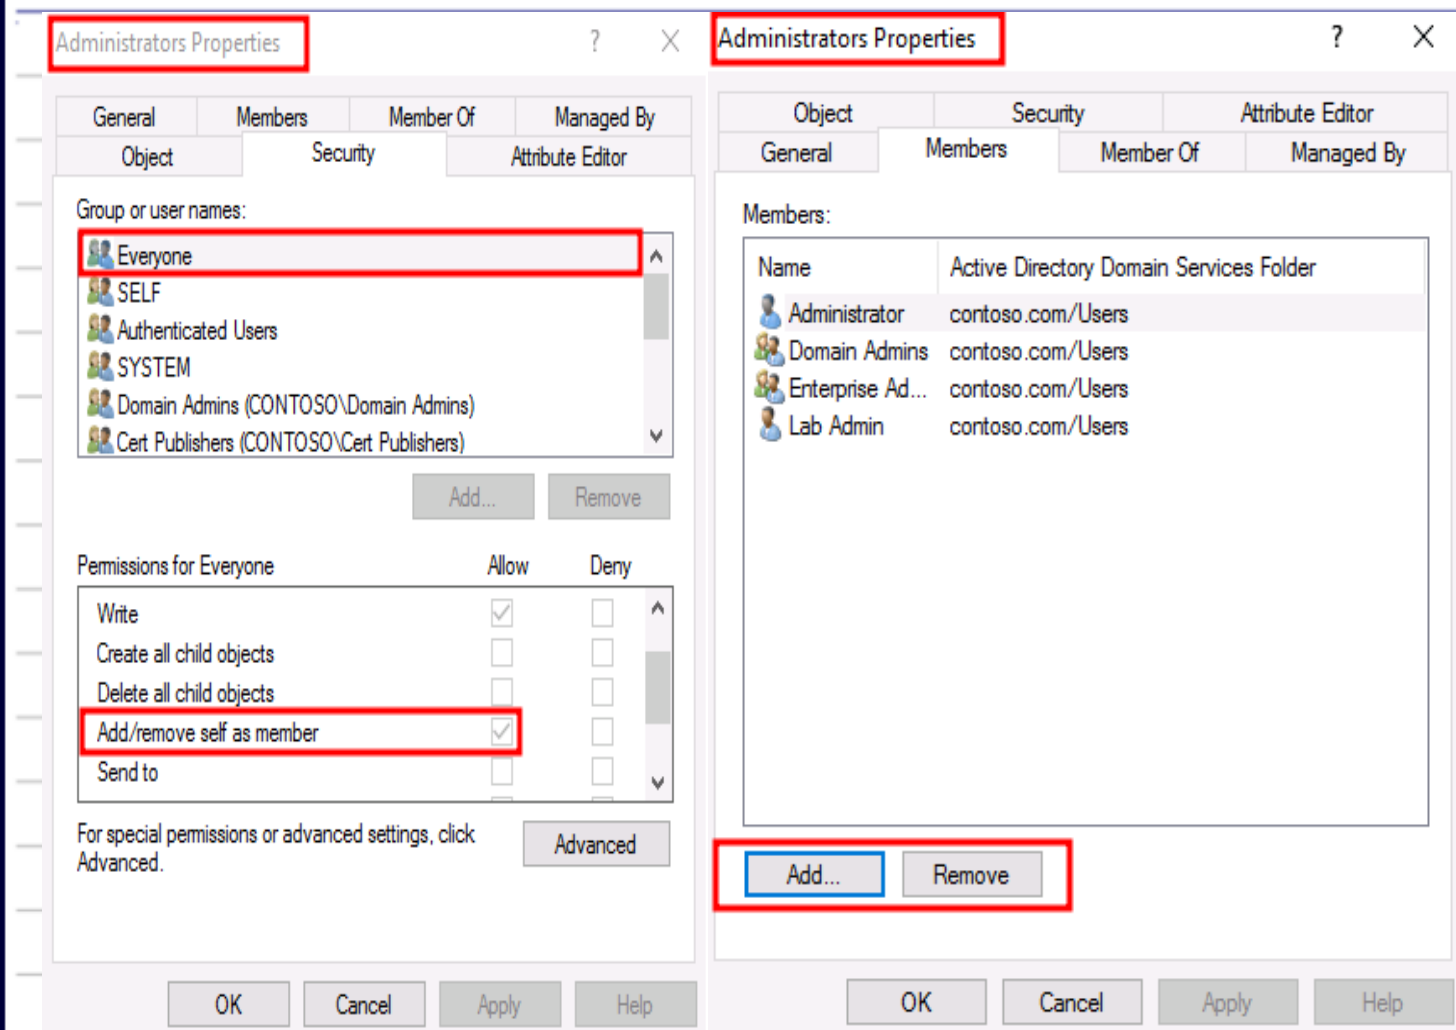 Administrators Properties
General Members Member Of Managed By
Object Security Attribute Editor
Group or user names:
Everyone
SELF
Authenticated Users
SYSTEM
Domain Admins (CONTOSO\Domain Admins)
Cert Publishers (CONTOSO\Cert Publishers)
Add... Remove
Permissions for Everyone Allow Deny
Write
Create all child objects
Delete all child objects
Add/remove self as member
Send to
For special permissions or advanced settings, click
Advanced.
Advanced
OK Cancel Apply Help
Administrators Properties
Object Security Attribute Editor
General Members Member Of Managed By
Members:
Name Active Directory Domain Services Folder
Administrator contoso.com/Users
Domain Admins contoso.com/Users
Enterprise Ad... contoso.com/Users
Lab Admin contoso.com/Users
Add... Remove
OK Cancel Apply Help